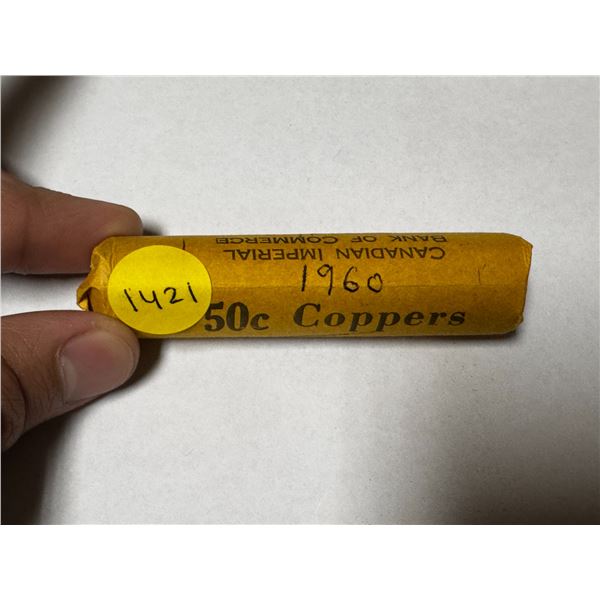 CANADIAN IMPERIAL
BANK OF COMMERCE
1960
1421
50c Coppers